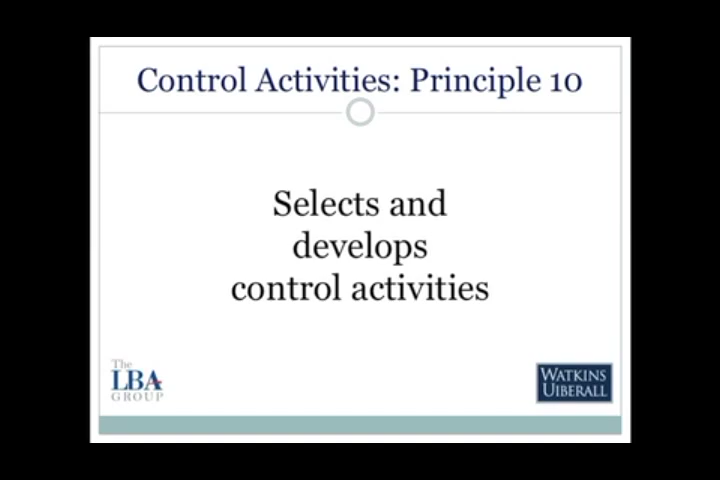 Control Activities: Principle 10
Selects and
develops
control activities
The
LBA
GROUP
WATKINS
UIBERALL